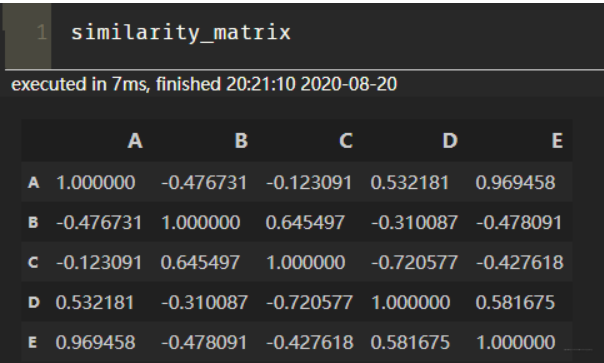 1 similarity_matrix
executed in 7ms, finished 20:21:10 2020-08-20
A B C D E
A 1.000000 -0.476731 -0.123091 0.532181 0.969458
B -0.476731 1.000000 0.645497 -0.310087 -0.478091
C -0.123091 0.645497 1.000000 -0.720577 -0.427618
D 0.532181 -0.310087 -0.720577 1.000000 0.581675
E 0.969458 -0.478091 -0.427618 0.581675 1.000000